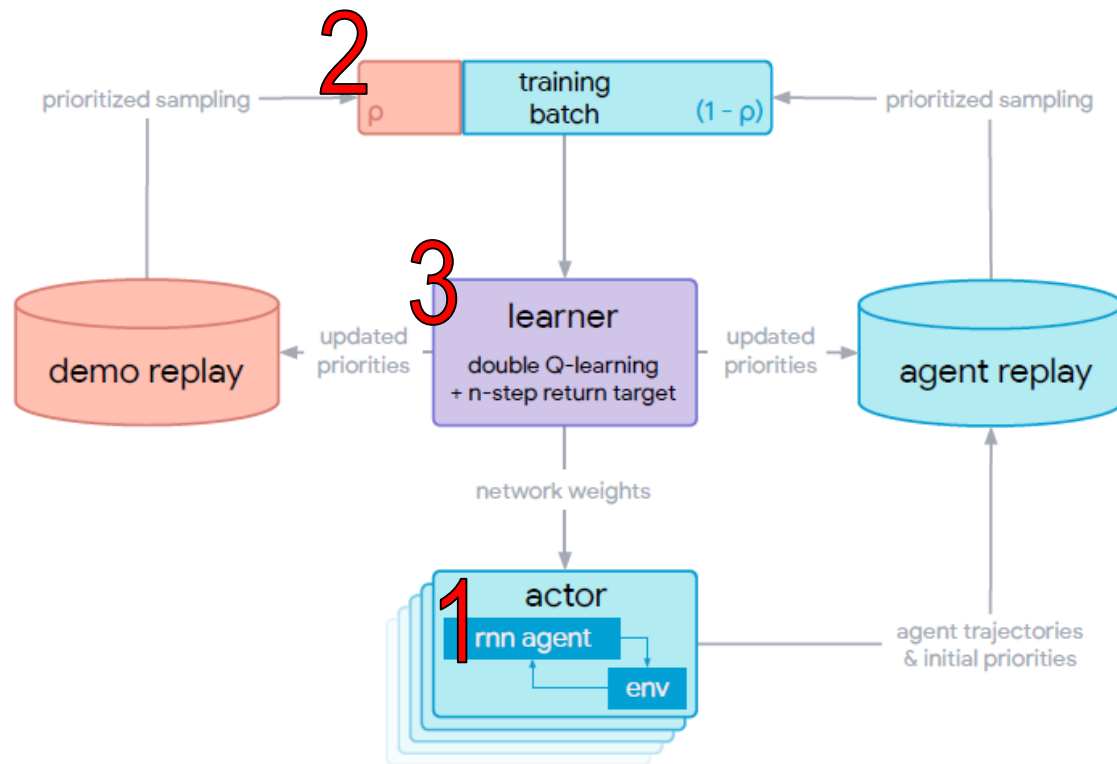 2
prioritized sampling
ρ
training
batch
(1 - ρ)
prioritized sampling
3
demo replay
updated
priorities
learner
double Q-learning
+ n-step return target
updated
priorities
agent replay
network weights
1
actor
rnn agent
env
agent trajectories
& initial priorities